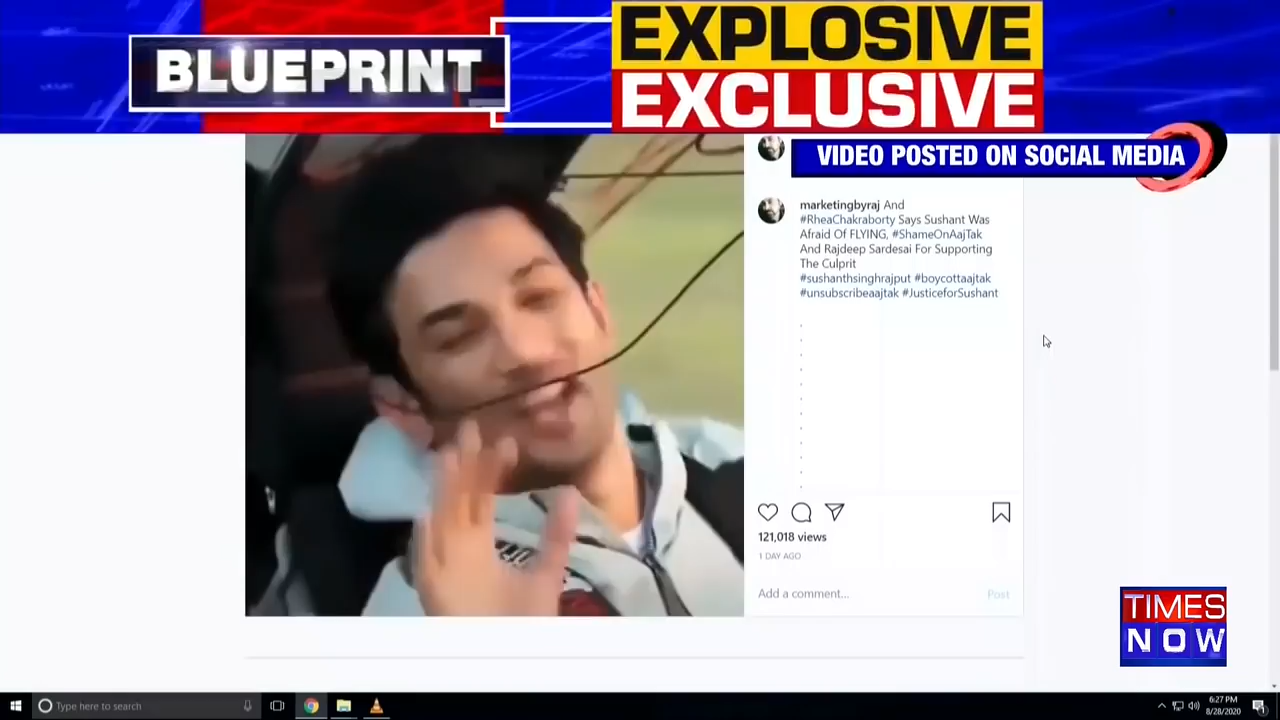 BLUEPRINT
EXPLOSIVE
EXCLUSIVE
VIDEO POSTED ON SOCIAL MEDIA
marketingbyraj And
#RheaChakraborty Says Sushant Was
Afraid Of FLYING, #ShameOnAajTak
And Rajdeep Sardesai For Supporting
The Culprit
#sushanthsinghrajput #boycottaajtak
#unsubscribeaajtak #JusticeforSushant
.
.
.
.
.
.
.
.
.
.
.
.
121,018 views
1 DAY AGO
Add a comment...
Post
TIMES
NOW
Type here to search
6:27 PM
8/28/2020